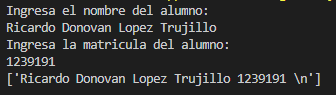 Ingresa el nombre del alumno:
Ricardo Donovan Lopez Trujillo
Ingresa la matricula del alumno:
1239191
['Ricardo Donovan Lopez Trujillo 1239191 \n']